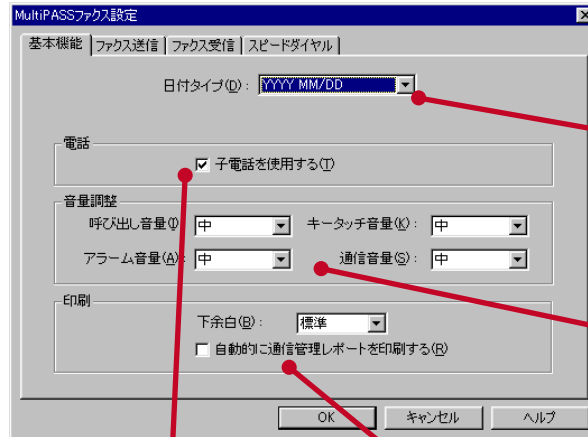 MultiPASSファクス設定
基本機能 ファクス送信 ファクス受信 スピードダイヤル
日付タイプ(D): YYYY MM/DD
電話
子電話を使用する(T)
音量調整
呼び出し音量(I) 中 キータッチ音量(K): 中
アラーム音量(A): 中 通信音量(S): 中
印刷
下余白(B): 標準
自動的に通信管理レポートを印刷する(R)
OK キャンセル ヘルプ